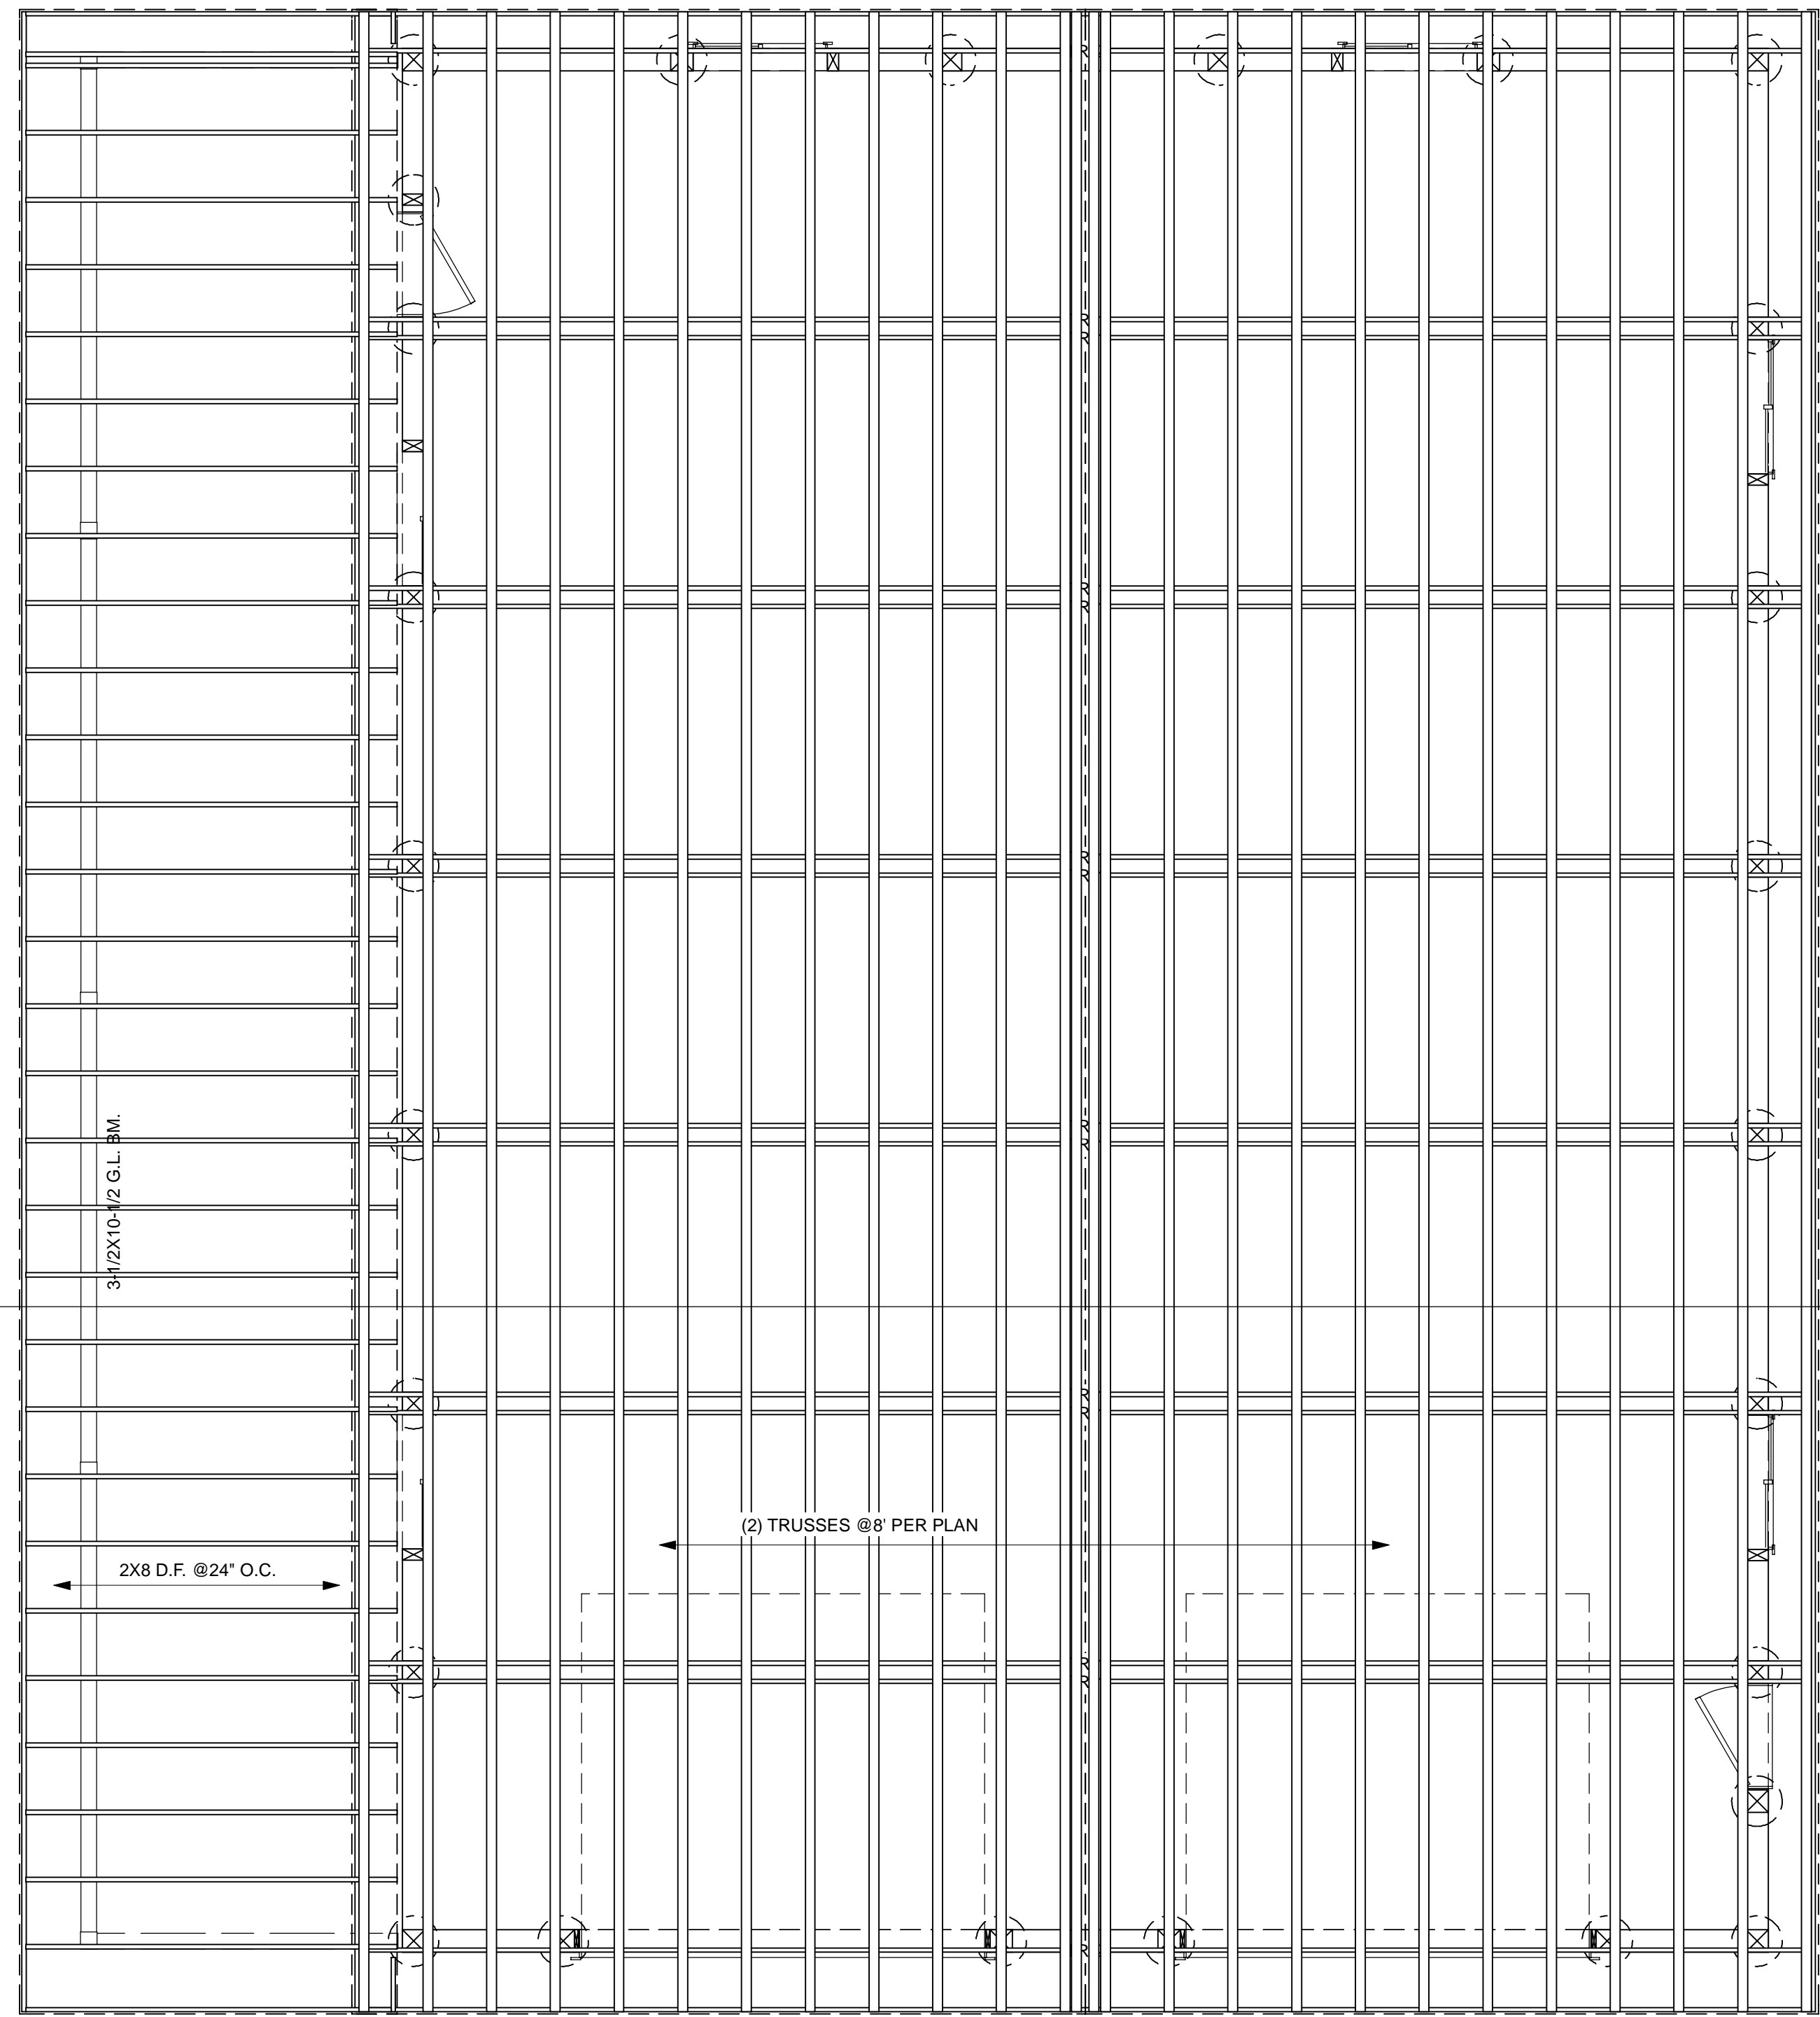 3-1/2X10-1/2 G.L. BM.
(2) TRUSSES @8' PER PLAN
2X8 D.F. @24" O.C.